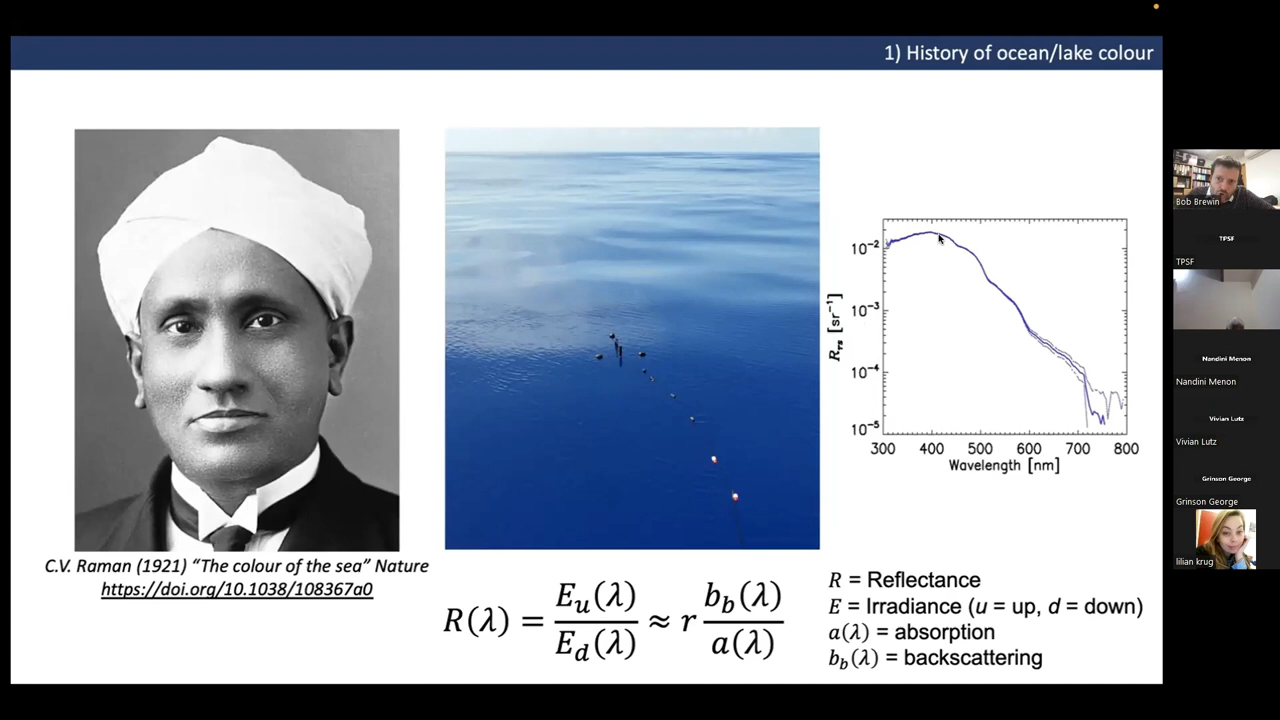 1) History of ocean/lake colour
C.V. Raman (1921) “The colour of the sea” Nature
https://doi.org/10.1038/108367a0
R(λ) = E_u(λ) / E_d(λ) ≈ r b_b(λ) / a(λ)
10⁻²
10⁻³
10⁻⁴
10⁻⁵
R_rs [sr⁻¹]
300 400 500 600 700 800
Wavelength [nm]
R = Reflectance
E = Irradiance (u = up, d = down)
a(λ) = absorption
b_b(λ) = backscattering
Bob Brewin
TPSF
TPSF
Nandini Menon
Nandini Menon
Vivian Lutz
Vivian Lutz
Grinson George
Grinson George
lilian krug